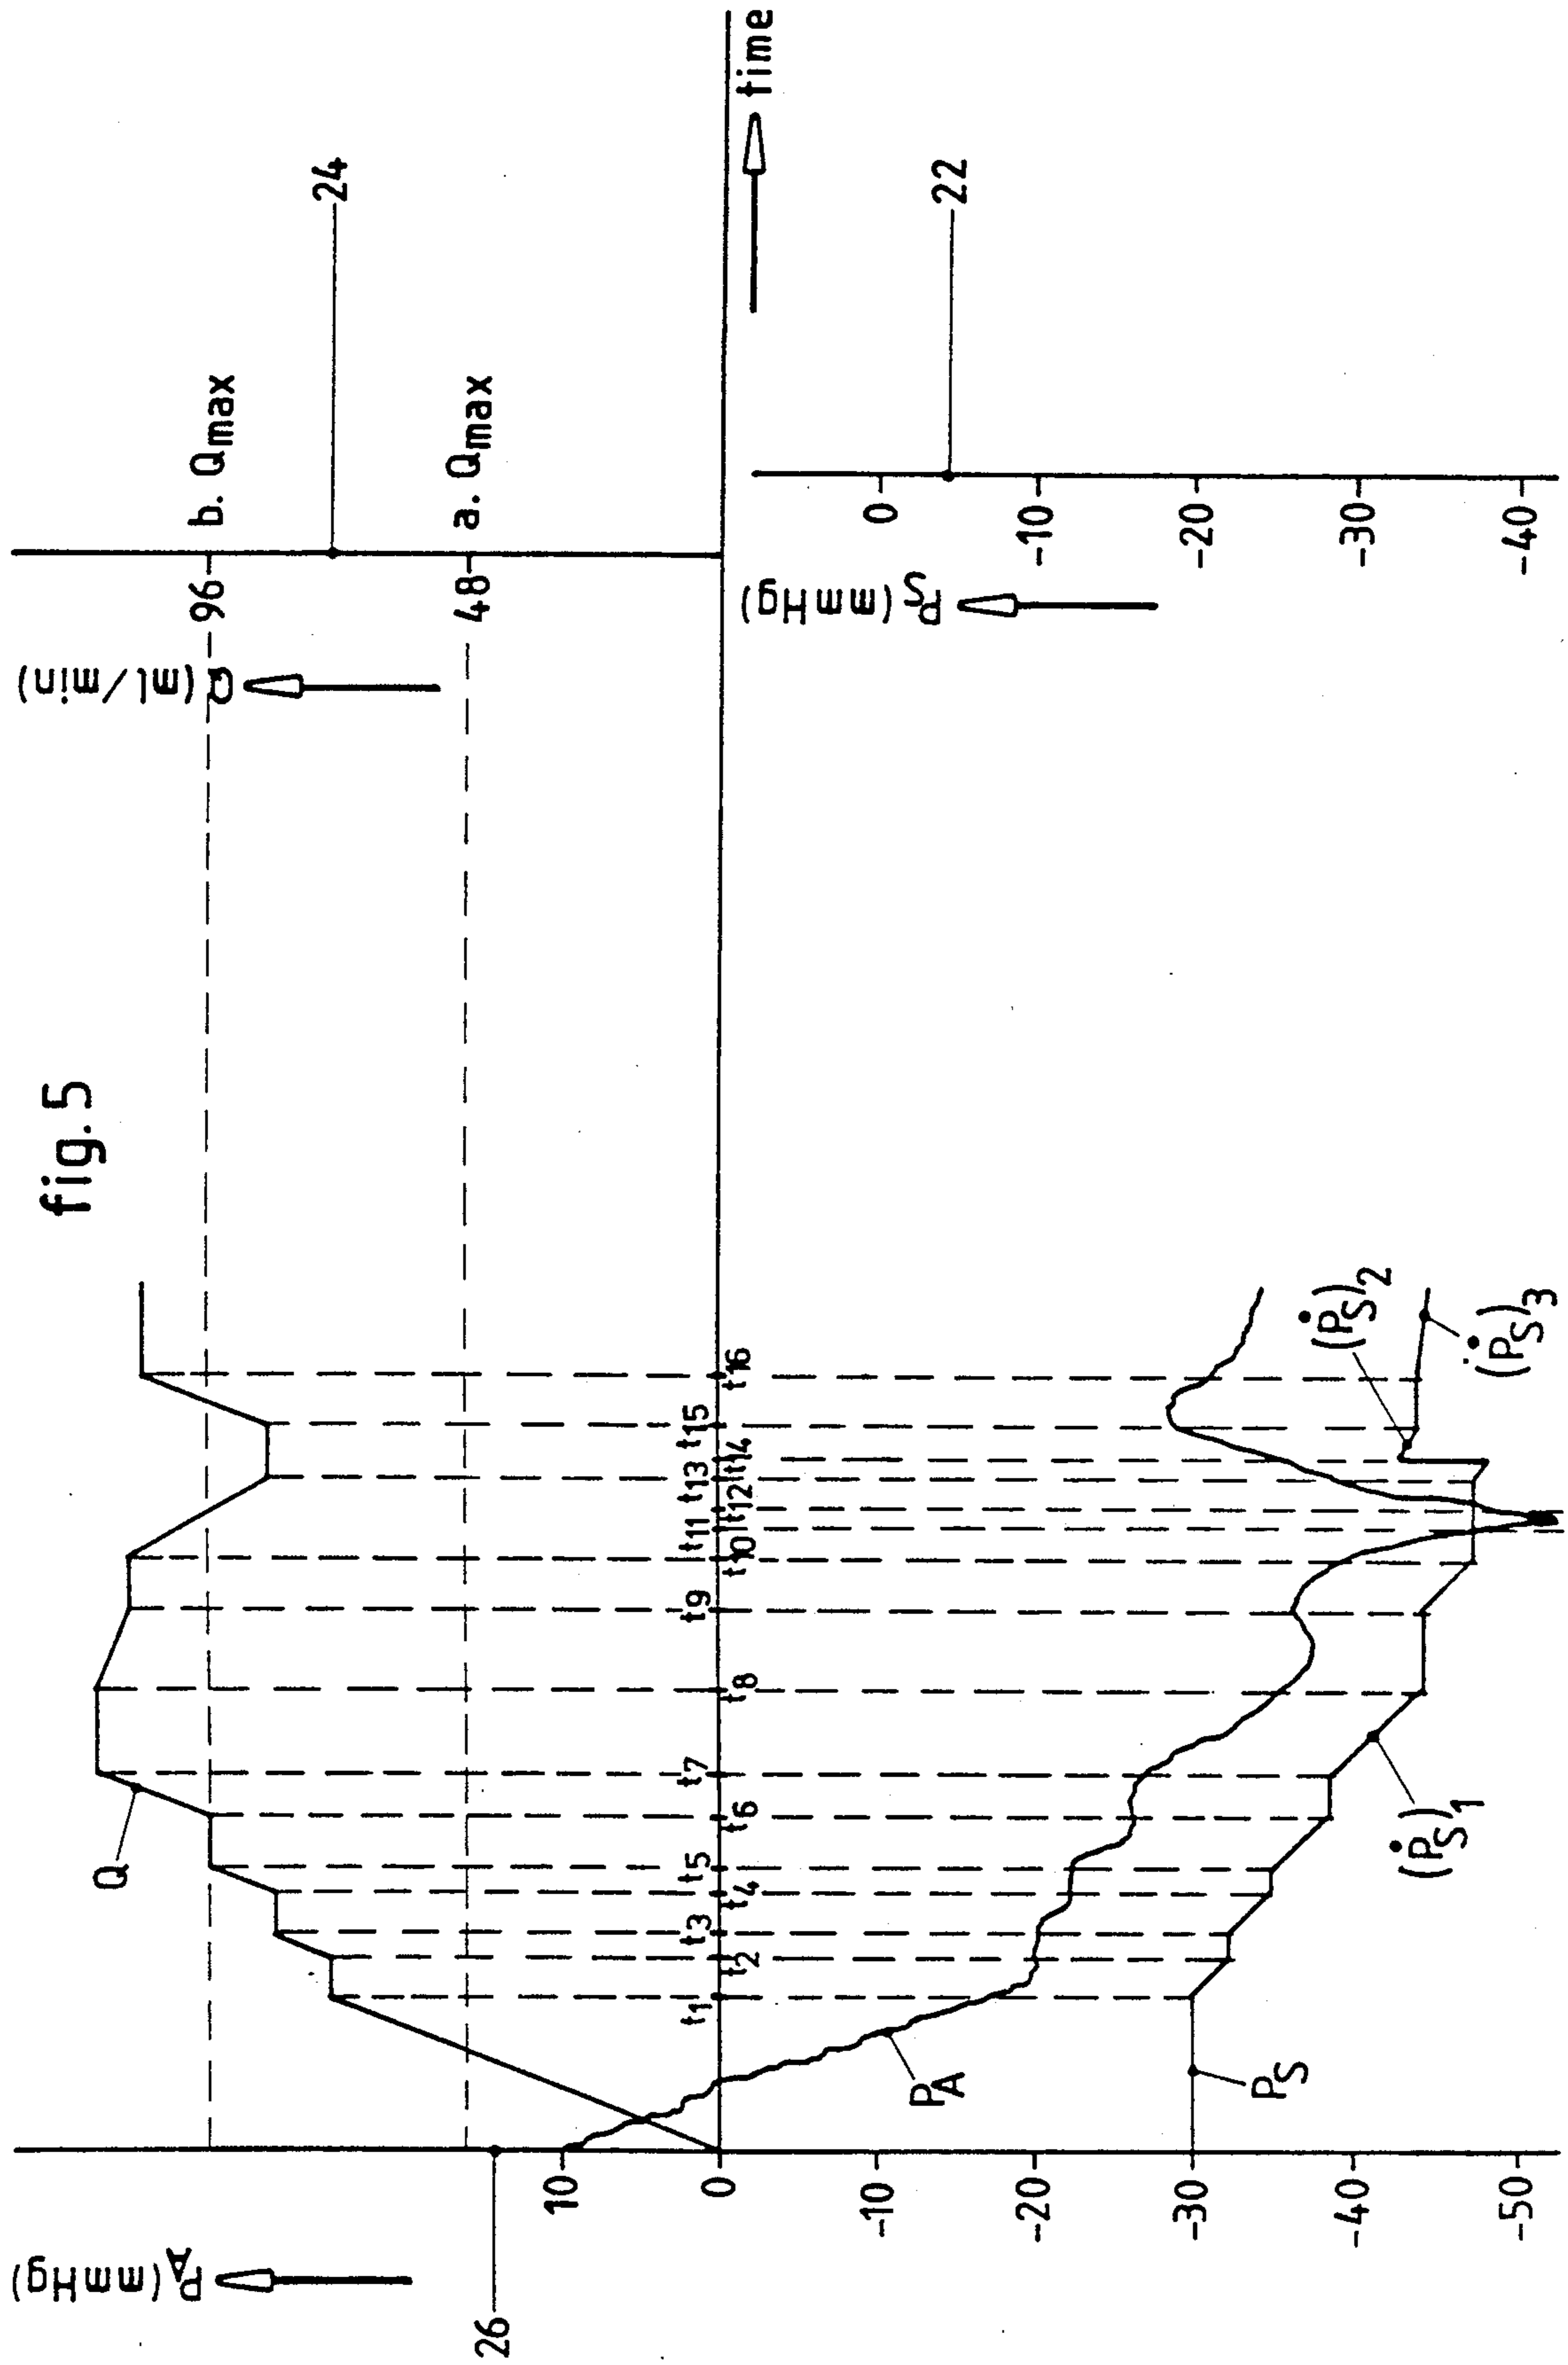 fig. 5
PA (mmHg)
26
10
0
-10
-20
-30
-40
-50
Q (ml/min)
96
48
b. Qmax
a. Qmax
24
time
PS (mmHg)
0
-10
-20
-30
-40
22
Q
t1
t2
t3
t4
t5
t6
t7
t8
t9
t10
t11
t12
t13
t14
t15
t16
PA
PS
(ṖS)1
(ṖS)2
(ṖS)3